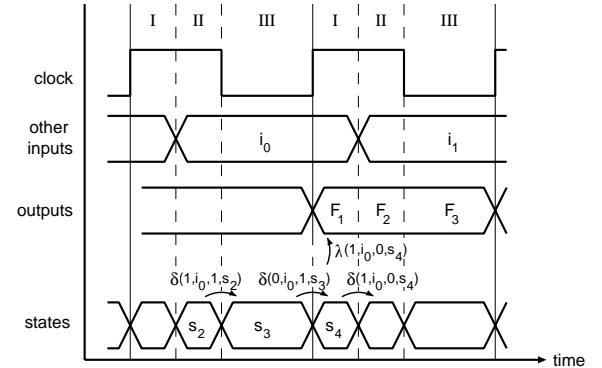 I II III I II III
clock
other
inputs
i₀ i₁
outputs
F₁ F₂ F₃
λ(1,i₀,0,s₄)
δ(1,i₀,1,s₂) δ(0,i₀,1,s₃) δ(1,i₀,0,s₄)
states
s₂ s₃ s₄
time